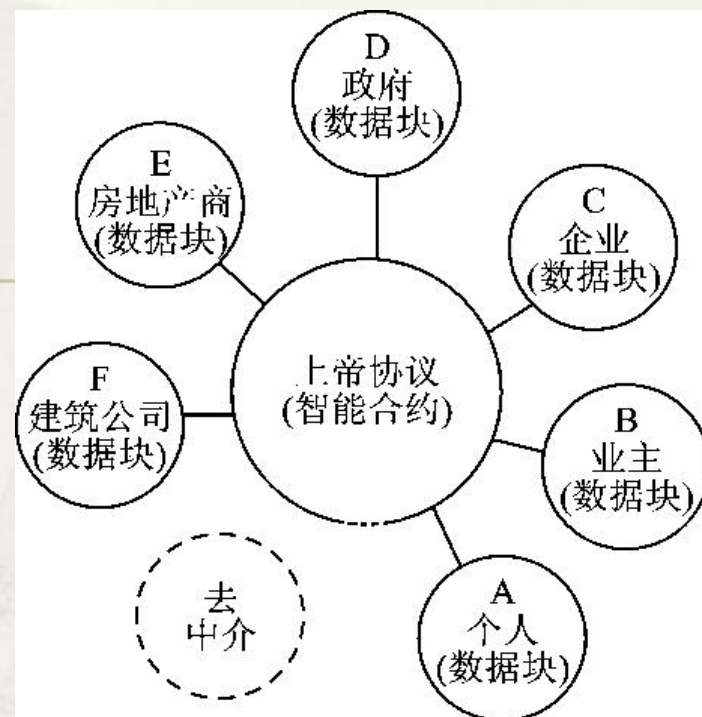 D
政府
(数据块)
E
房地产商
(数据块)
C
企业
(数据块)
上帝协议
(智能合约)
F
建筑公司
(数据块)
B
业主
(数据块)
去
中介
A
个人
(数据块)